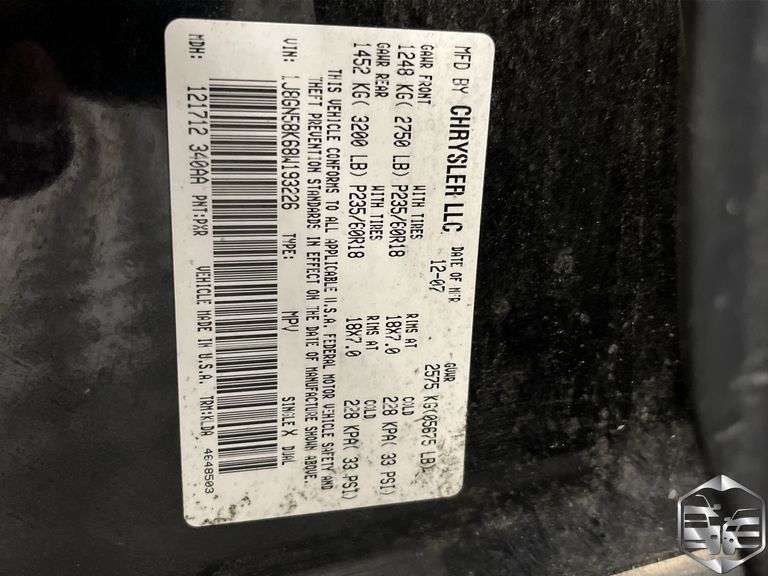 MFD BY CHRYSLER LLC DATE OF MFR 12-07 GVWR 2575 KG(05675 LB)
GAWR FRONT WITH TIRES RIMS AT COLD
1248 KG( 2750 LB) P235/60R18 18X7.0 228 KPA( 33 PSI)
GAWR REAR WITH TIRES RIMS AT COLD
1452 KG( 3200 LB) P235/60R18 18X7.0 228 KPA( 33 PSI)
THIS VEHICLE CONFORMS TO ALL APPLICABLE U.S.A. FEDERAL MOTOR VEHICLE SAFETY AND
THEFT PREVENTION STANDARDS IN EFFECT ON THE DATE OF MANUFACTURE SHOWN ABOVE.
VIN: 1J8GN58K68W193226 TYPE: MPV SINGLE X DUAL
MDH: 121712 340AA PNT:PXR VEHICLE MADE IN U.S.A. TRM:KLDA 4648503